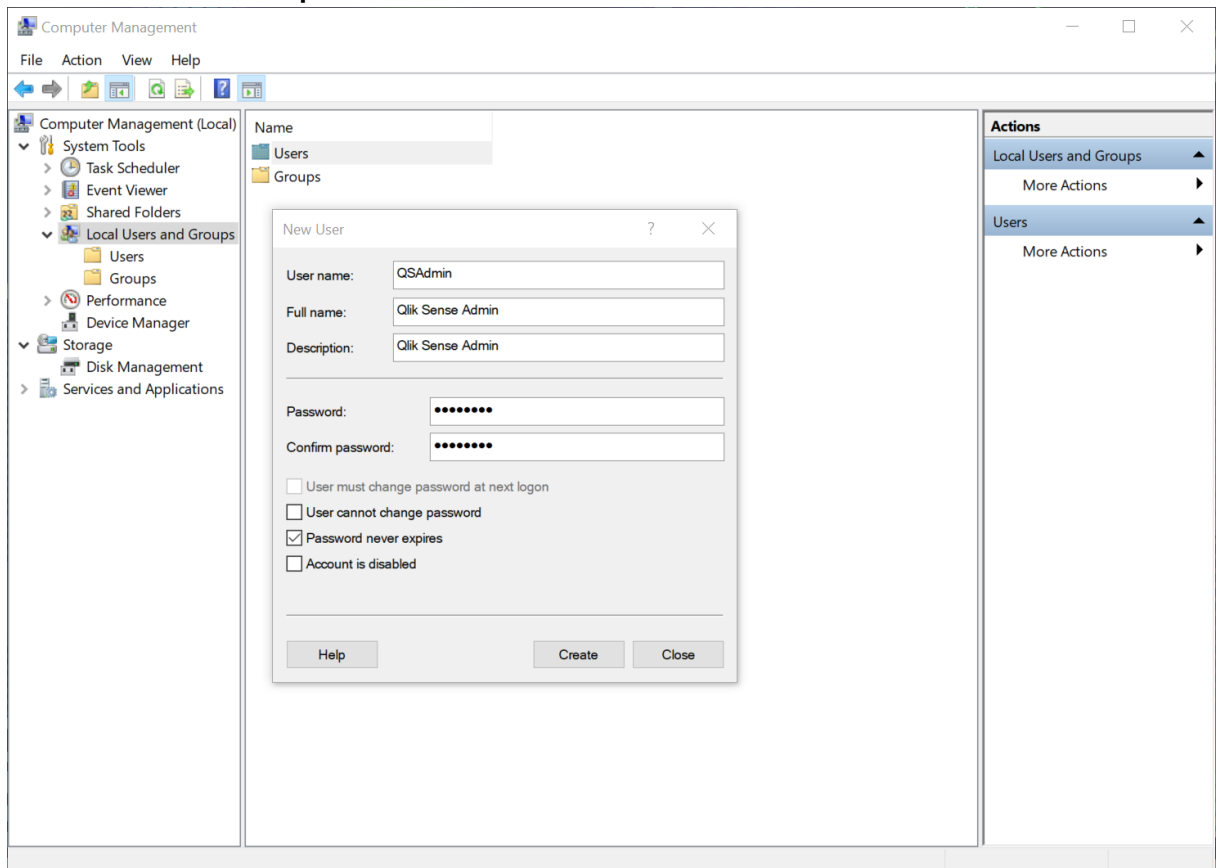 Computer Management
File Action View Help
Computer Management (Local)
System Tools
Task Scheduler
Event Viewer
Shared Folders
Local Users and Groups
Users
Groups
Performance
Device Manager
Storage
Disk Management
Services and Applications
Name
Users
Groups
New User
User name: QSAdmin
Full name: Qlik Sense Admin
Description: Qlik Sense Admin
Password: ••••••••
Confirm password: ••••••••
User must change password at next logon
User cannot change password
Password never expires
Account is disabled
Help Create Close
Actions
Local Users and Groups
More Actions
Users
More Actions